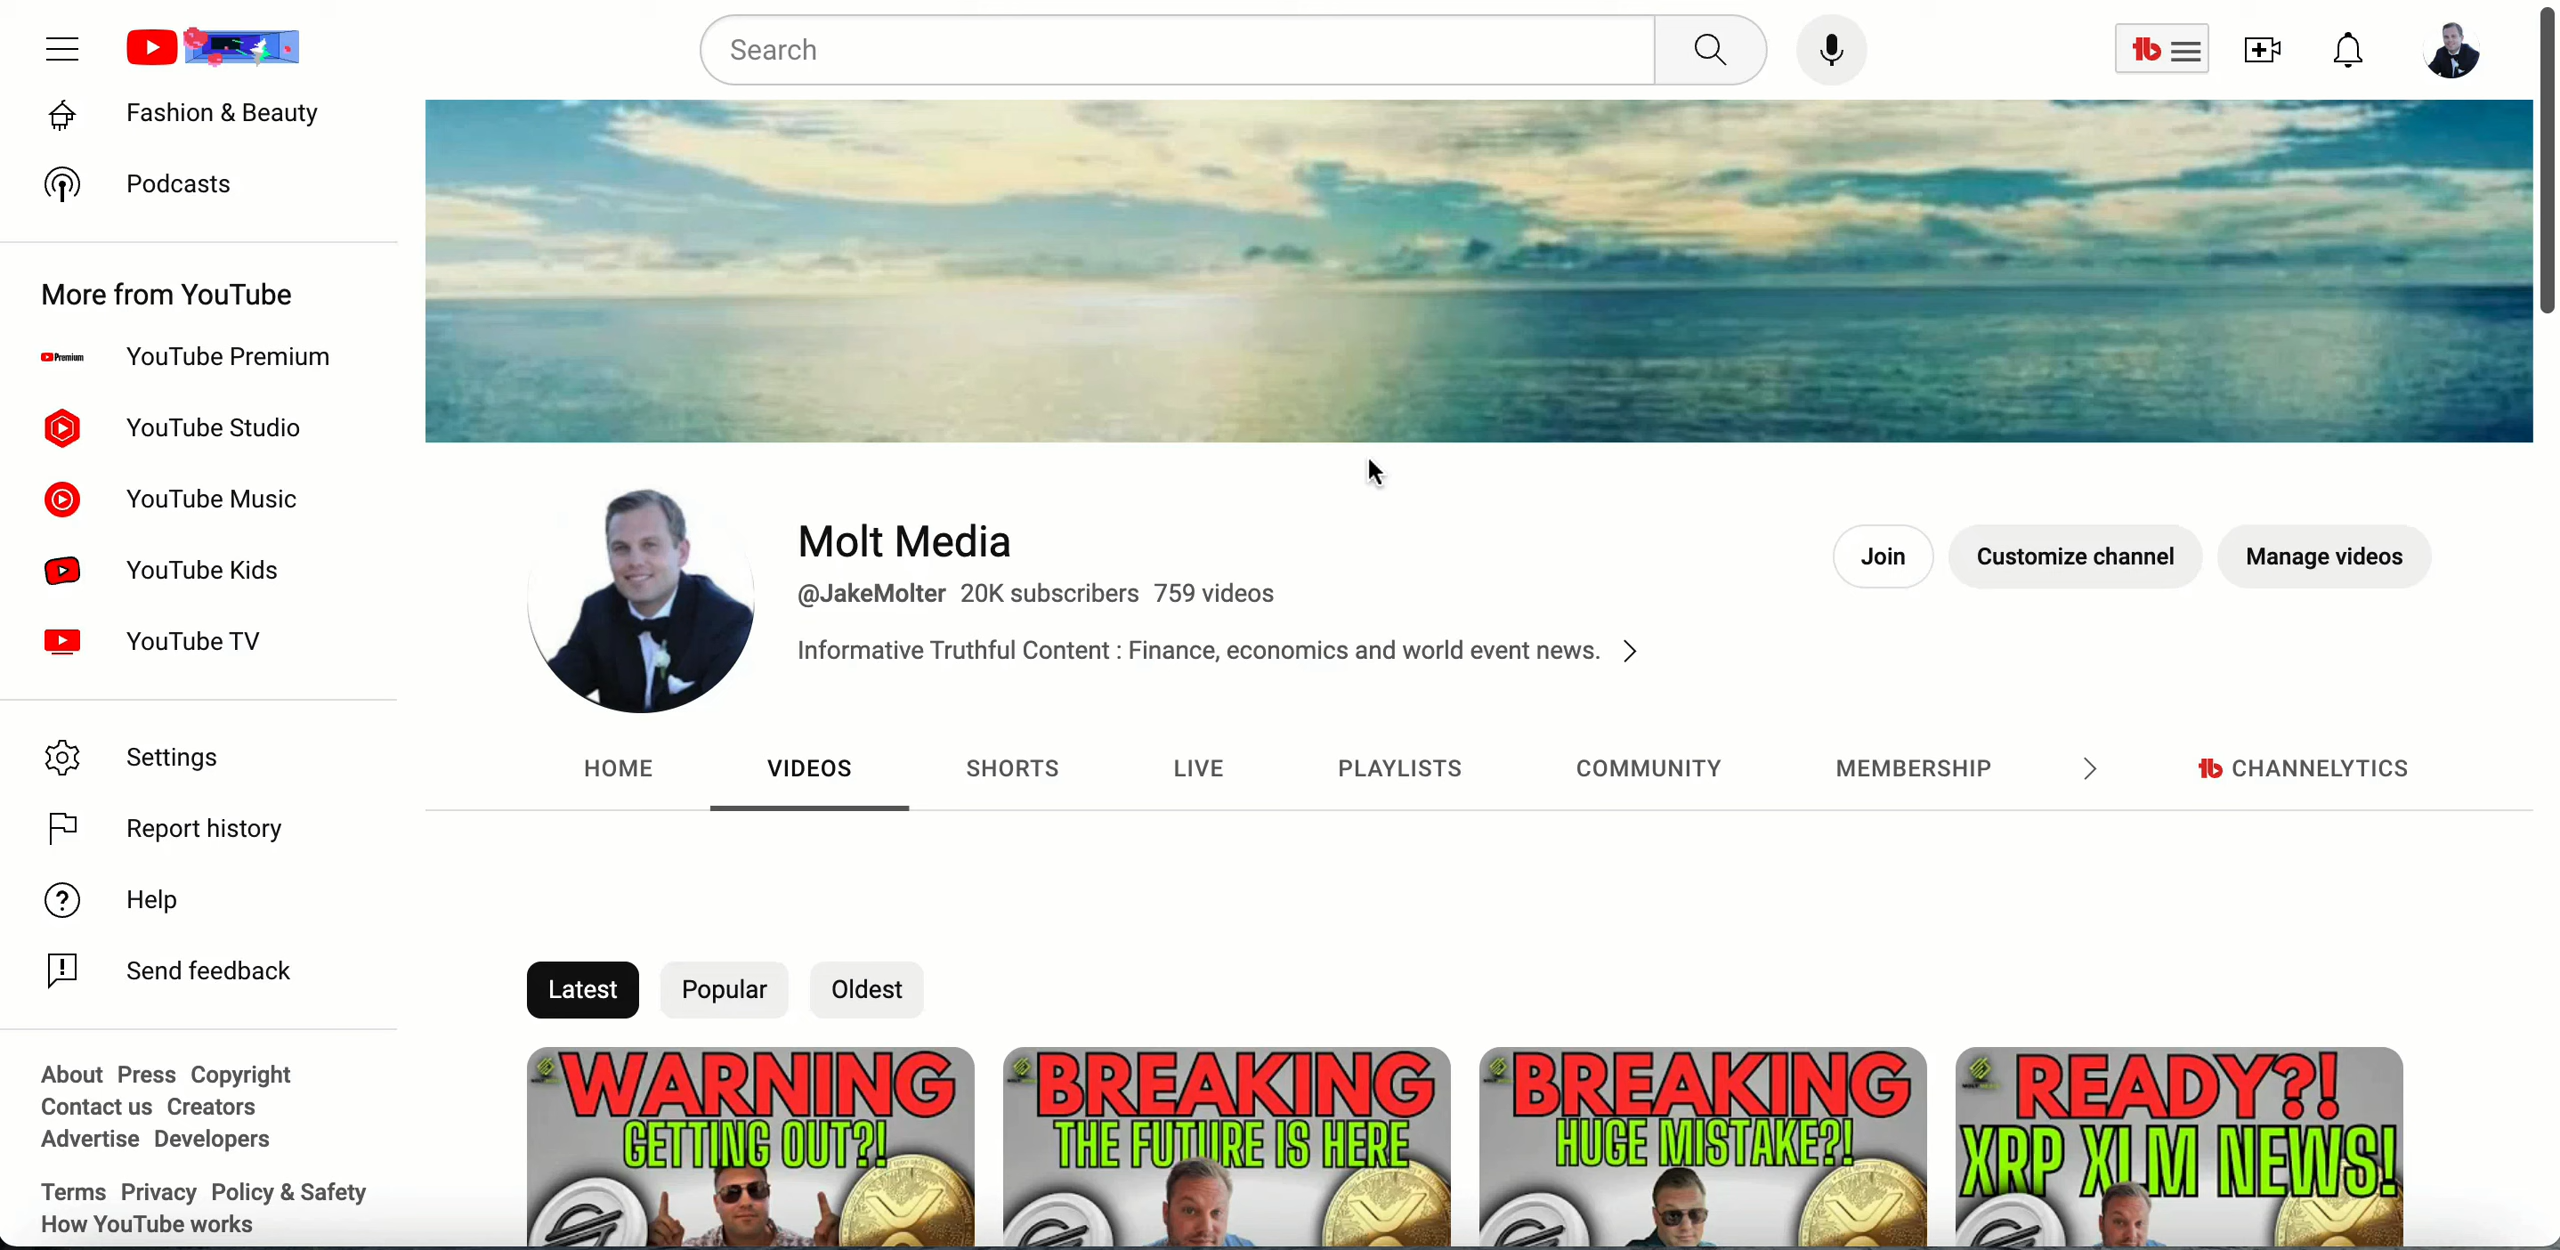 Search
Fashion & Beauty
Podcasts
More from YouTube
Premium
YouTube Premium
YouTube Studio
YouTube Music
YouTube Kids
YouTube TV
Settings
Report history
Help
Send feedback
About Press Copyright
Contact us Creators
Advertise Developers
Terms Privacy Policy & Safety
How YouTube works
Molt Media
@JakeMolter 20K subscribers 759 videos
Informative Truthful Content : Finance, economics and world event news.
Join
Customize channel
Manage videos
HOME
VIDEOS
SHORTS
LIVE
PLAYLISTS
COMMUNITY
MEMBERSHIP
CHANNELYTICS
Latest
Popular
Oldest
WARNING
GETTING OUT?!
BREAKING
THE FUTURE IS HERE
BREAKING
HUGE MISTAKE?!
READY?!
XRP XLM NEWS!